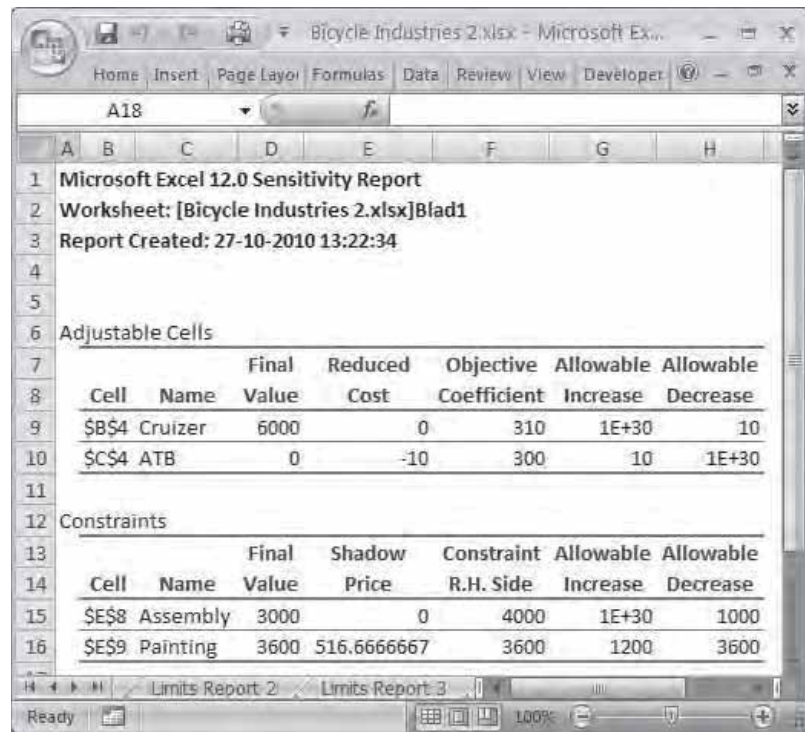 Bicycle Industries 2.xlsx - Microsoft Ex...
Home Insert Page Layou Formulas Data Review View Developer
A18 fx
A B C D E F G H
1 Microsoft Excel 12.0 Sensitivity Report
2 Worksheet: [Bicycle Industries 2.xlsx]Blad1
3 Report Created: 27-10-2010 13:22:34
4
5
6 Adjustable Cells
7 Final Reduced Objective Allowable Allowable
8 Cell Name Value Cost Coefficient Increase Decrease
9 $B$4 Cruizer 6000 0 310 1E+30 10
10 $C$4 ATB 0 -10 300 10 1E+30
11
12 Constraints
13 Final Shadow Constraint Allowable Allowable
14 Cell Name Value Price R.H. Side Increase Decrease
15 $E$8 Assembly 3000 0 4000 1E+30 1000
16 $E$9 Painting 3600 516.6666667 3600 1200 3600
Limits Report 2 Limits Report 3
Ready 100%